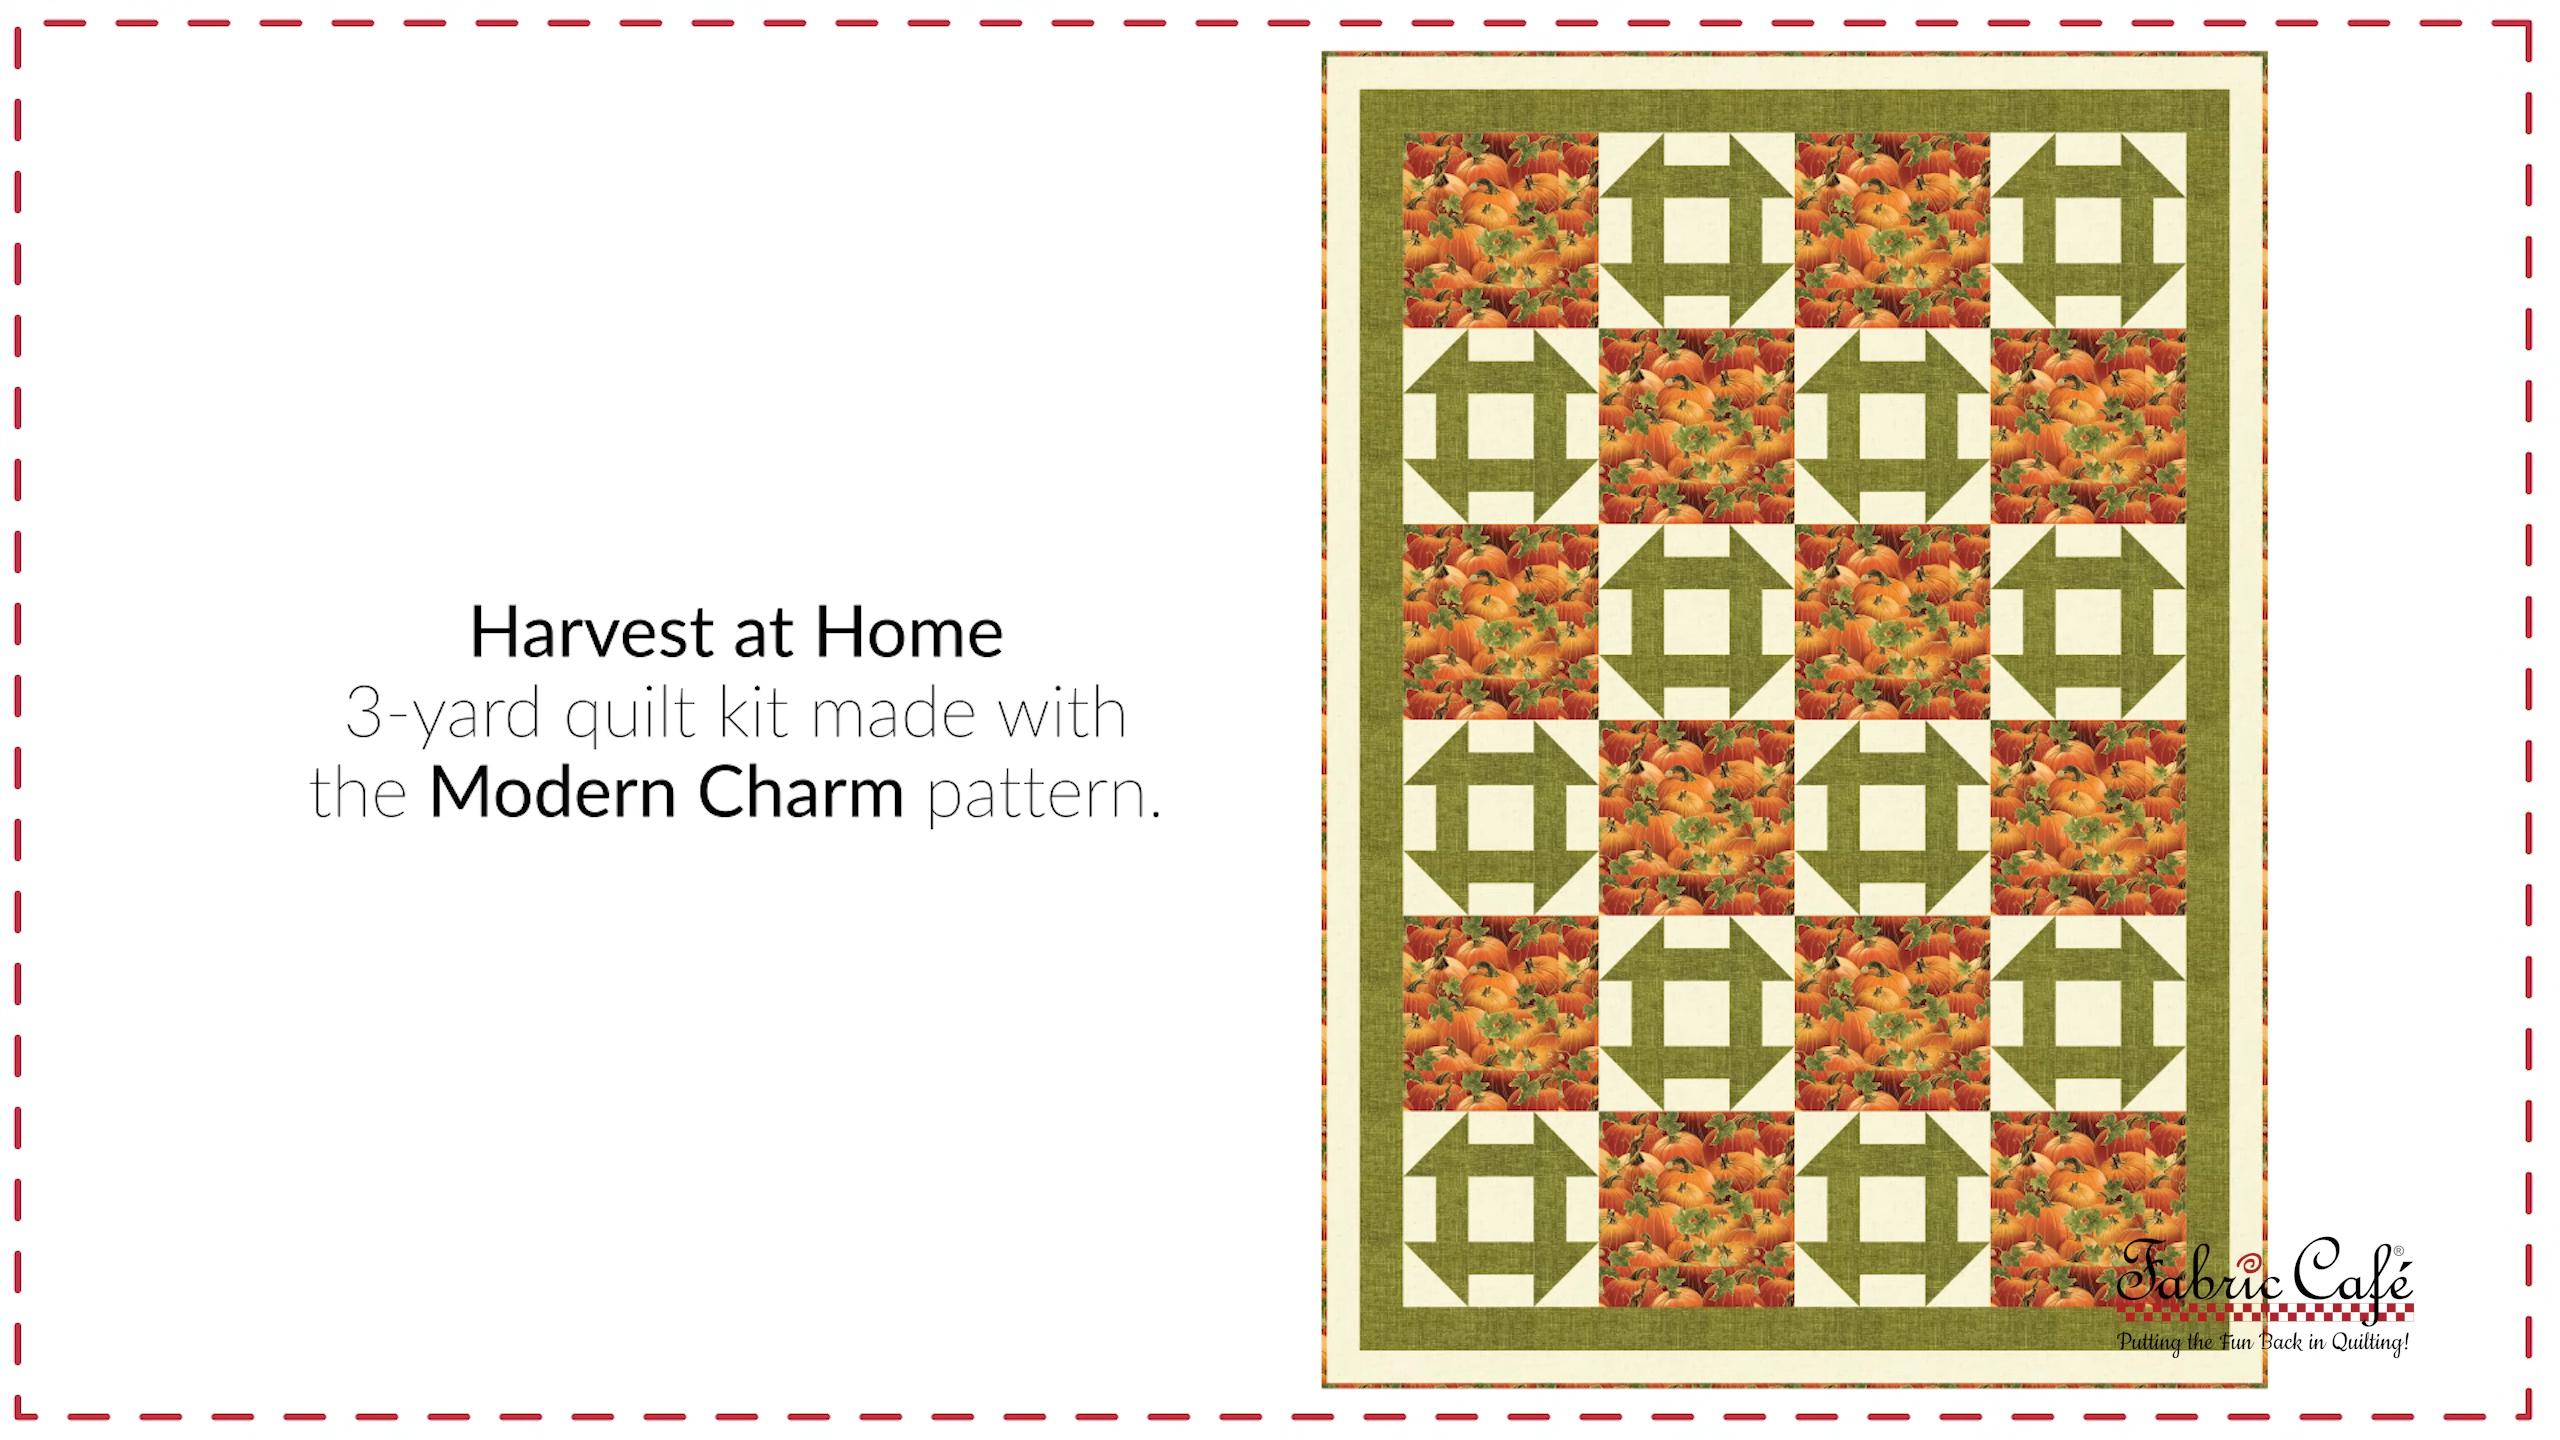 Harvest at Home
3-yard quilt kit made with
the Modern Charm pattern.
Fabric Café®
Putting the Fun Back in Quilting!